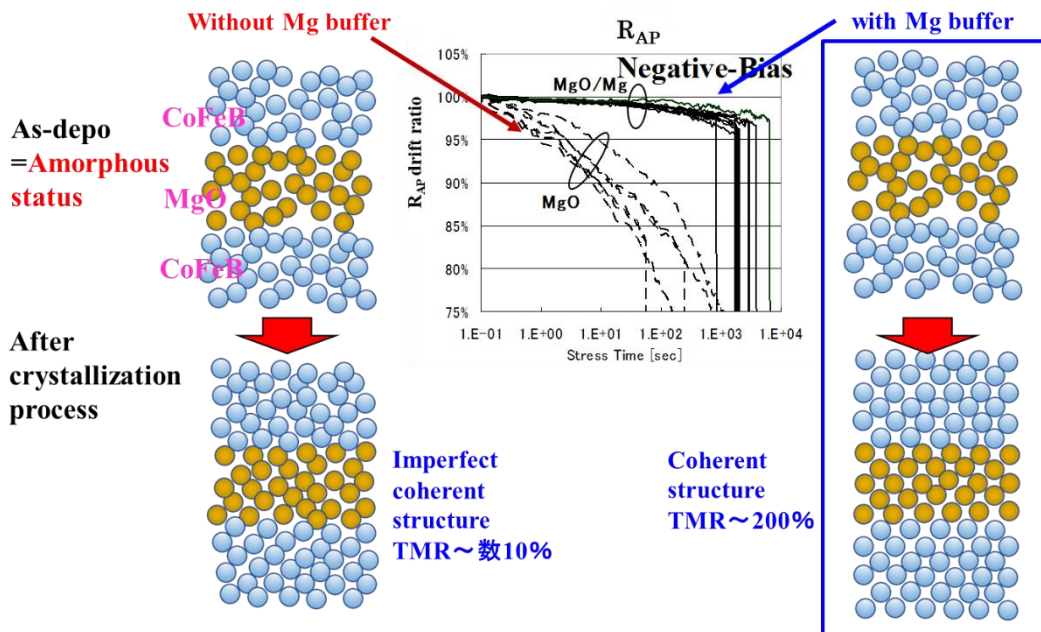 Without Mg buffer
R_AP
Negative-Bias
with Mg buffer
As-depo
=Amorphous
status
CoFeB
MgO
CoFeB
R_AP drift ratio
105%
100%
95%
90%
85%
80%
75%
MgO/Mg
MgO
1.E-01
1.E+00
1.E+01
1.E+02
1.E+03
1.E+04
Stress Time [sec]
After
crystallization
process
Imperfect
coherent
structure
TMR～数10%
Coherent
structure
TMR～200%